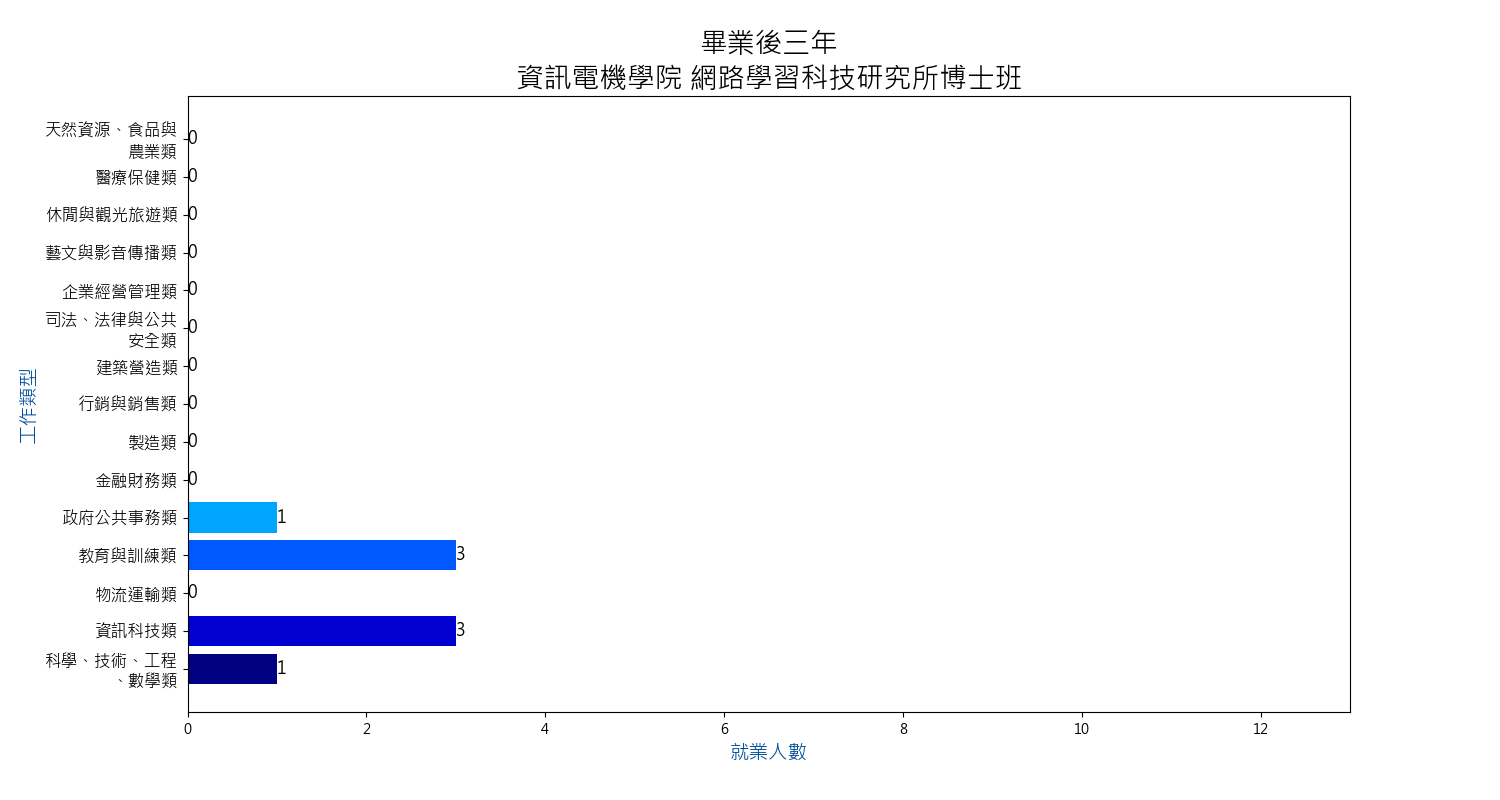 畢業後三年
資訊電機學院 網路學習科技研究所博士班
工作類型
天然資源、食品與
農業類
0
醫療保健類
0
休閒與觀光旅遊類
0
藝文與影音傳播類
0
企業經營管理類
0
司法、法律與公共
安全類
0
建築營造類
0
行銷與銷售類
0
製造類
0
金融財務類
0
政府公共事務類
1
教育與訓練類
3
物流運輸類
0
資訊科技類
3
科學、技術、工程
、數學類
1
0 2 4 6 8 10 12
就業人數